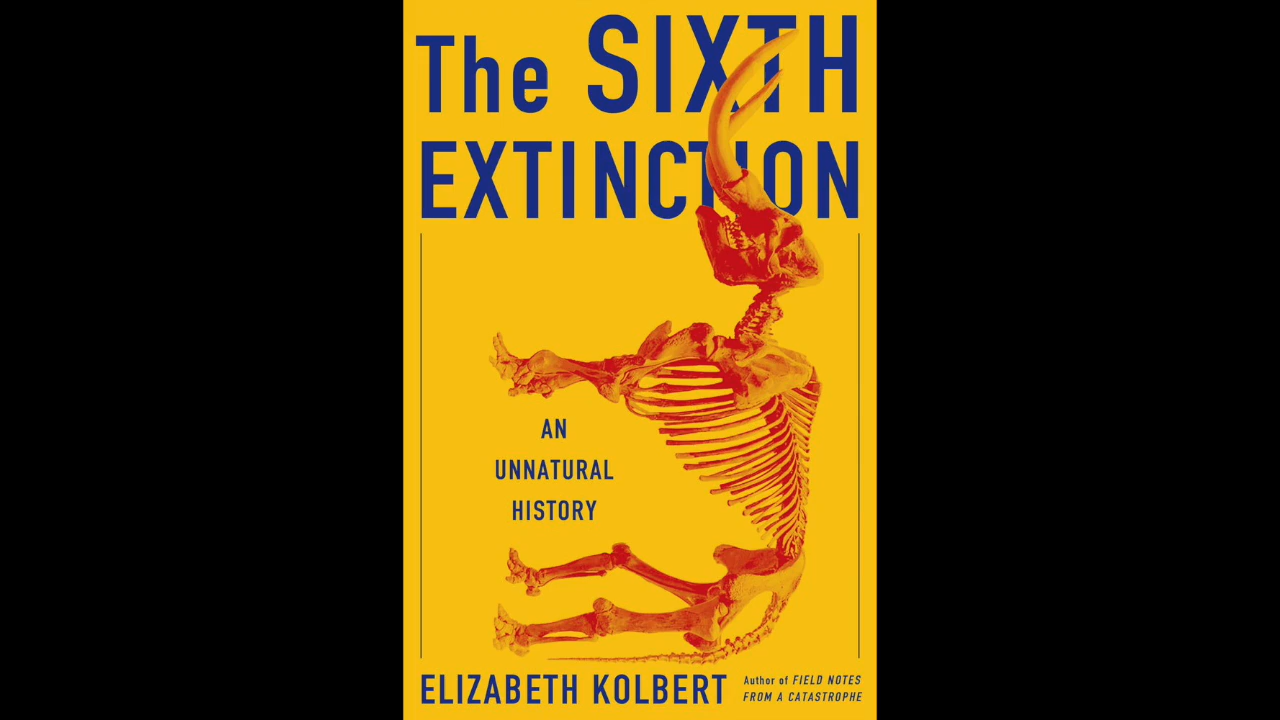 The SIXTH
EXTINCTION
AN
UNNATURAL
HISTORY
ELIZABETH KOLBERT
Author of FIELD NOTES
FROM A CATASTROPHE